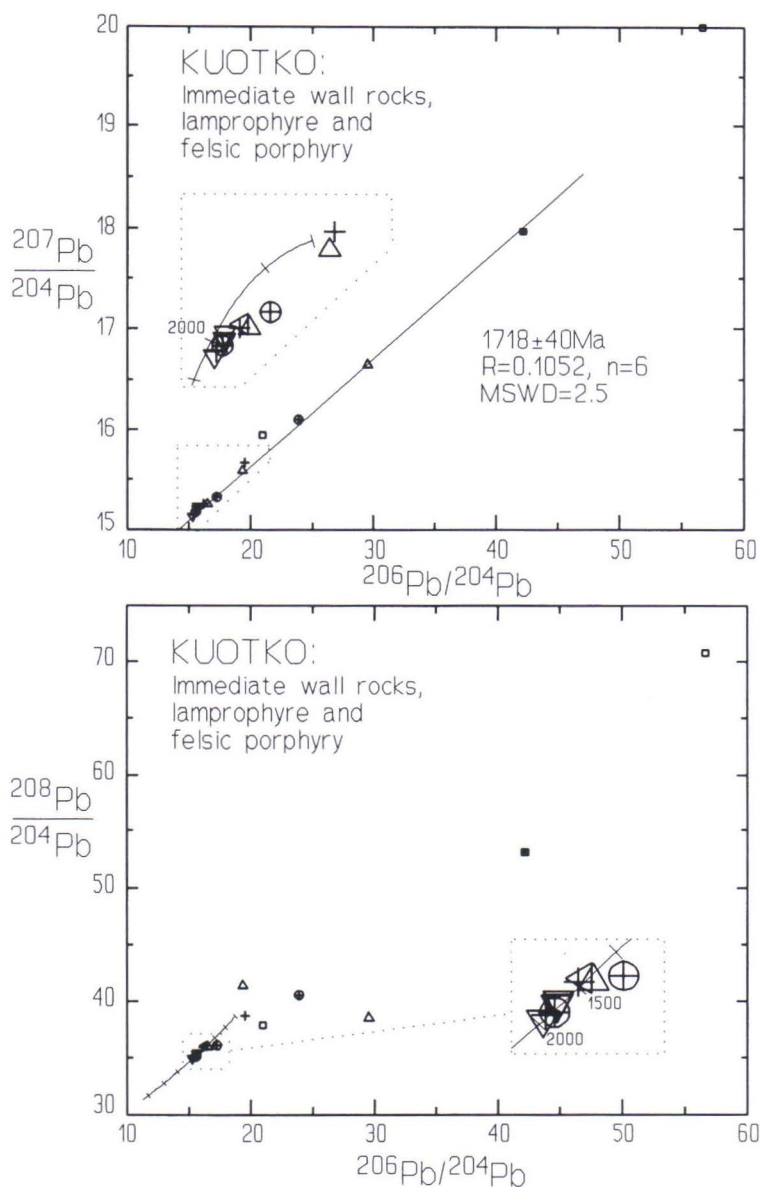 20
19
18
17
16
15
207Pb
204Pb
KUOTKO:
Immediate wall rocks,
lamprophyre and
felsic porphyry
2000
1718±40Ma
R=0.1052, n=6
MSWD=2.5
10 20 30 40 50 60
206Pb/204Pb
70
60
50
40
30
208Pb
204Pb
KUOTKO:
Immediate wall rocks,
lamprophyre and
felsic porphyry
1500
2000
10 20 30 40 50 60
206Pb/204Pb